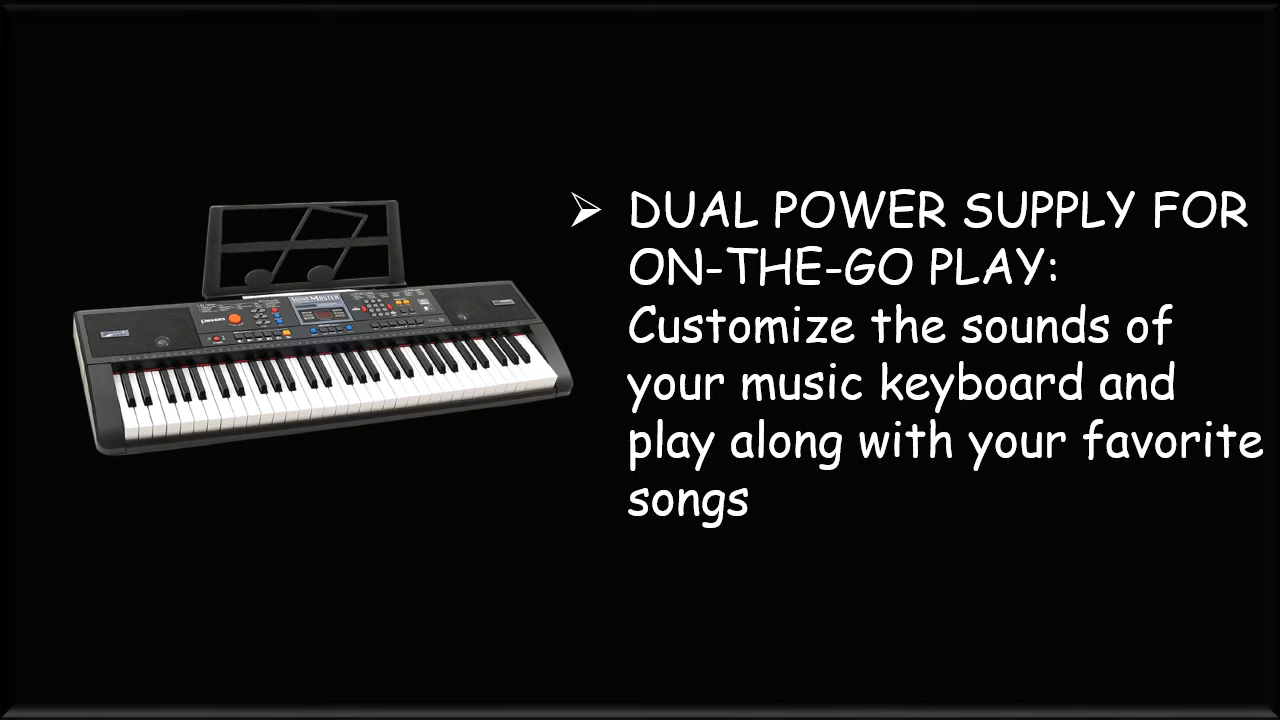 DUAL POWER SUPPLY FOR
ON-THE-GO PLAY:
Customize the sounds of
your music keyboard and
play along with your favorite
songs